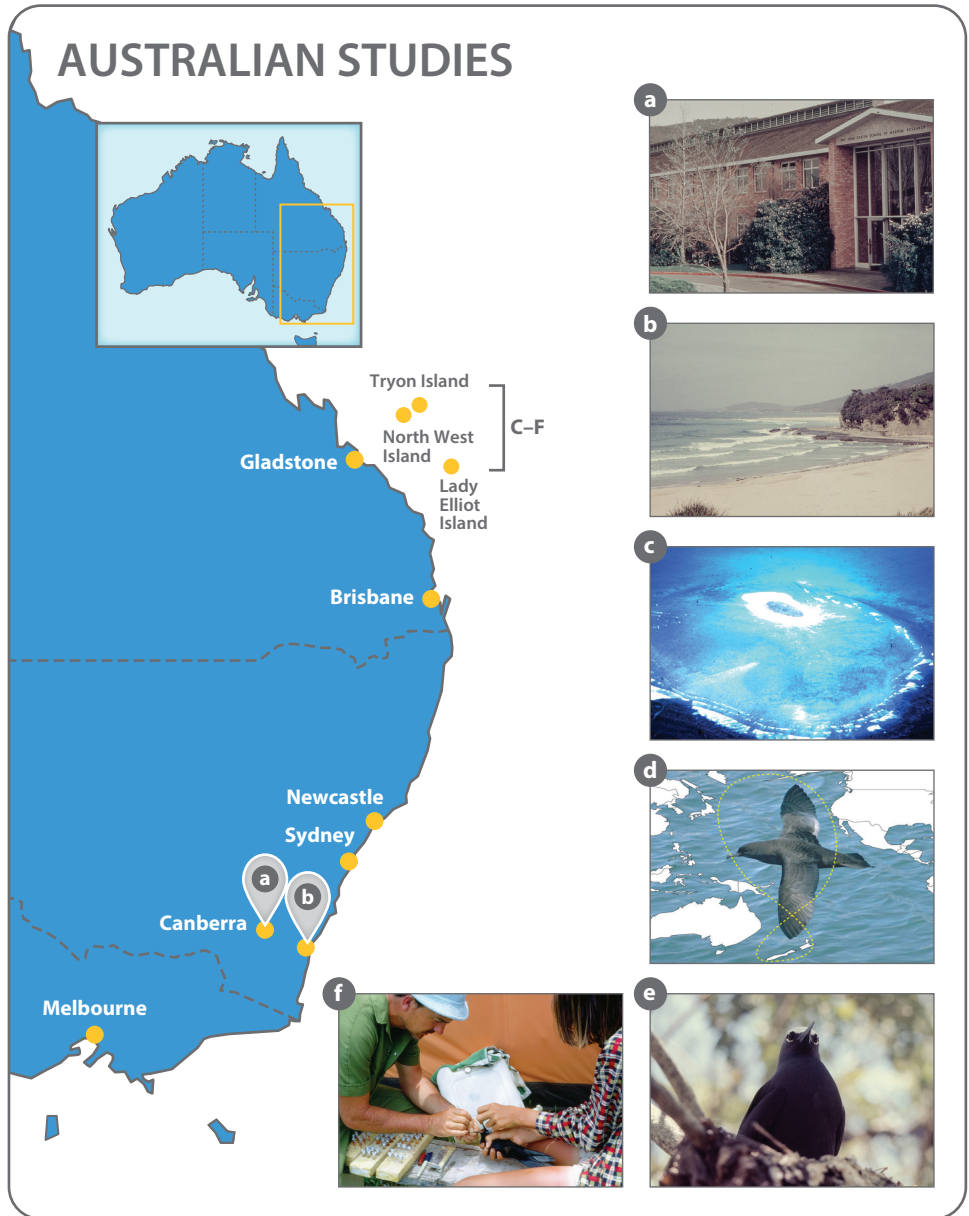 AUSTRALIAN STUDIES
a
b
c
d
e
f
Tryon Island
North West
Island
C–F
Gladstone
Lady
Elliot
Island
Brisbane
Newcastle
Sydney
a
b
Canberra
Melbourne